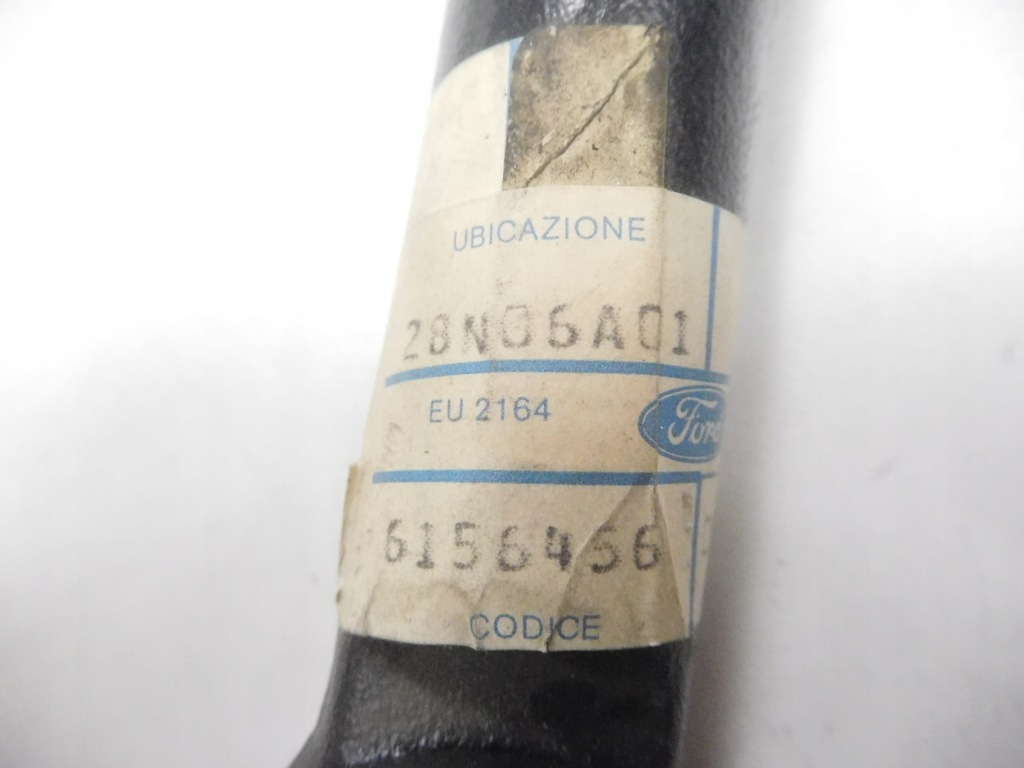 UBICAZIONE
28N06A01
EU 2164
Ford
6156456
CODICE